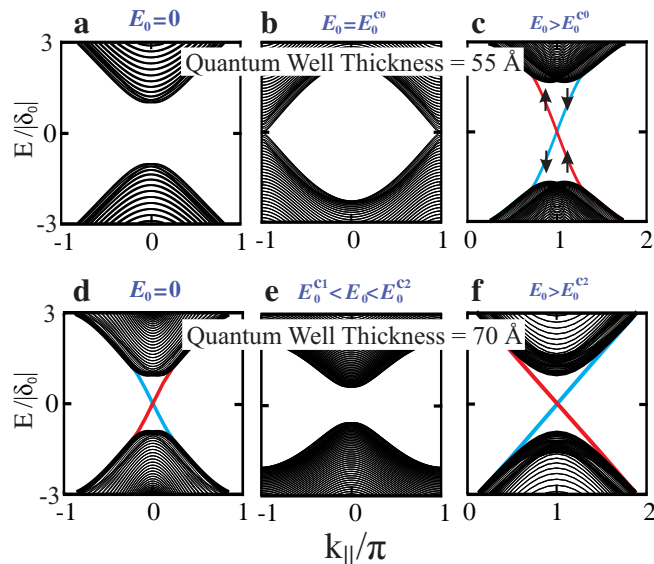 a E₀=0 b E₀=E₀ᶜ⁰ c E₀>E₀ᶜ⁰
Quantum Well Thickness = 55 Å
E/|δ₀|
3
0
-3
-1 0 1
-1 0 1
0 1 2
d E₀=0 e E₀ᶜ¹<E₀<E₀ᶜ² f E₀>E₀ᶜ²
Quantum Well Thickness = 70 Å
E/|δ₀|
3
0
-3
-1 0 1
-1 0 1
0 1 2
k||/π